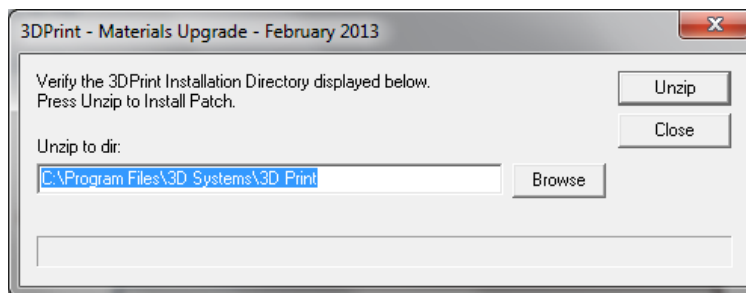 3DPrint - Materials Upgrade - February 2013
Verify the 3DPrint Installation Directory displayed below.
Press Unzip to Install Patch.
Unzip
Close
Unzip to dir:
C:\Program Files\3D Systems\3D Print
Browse